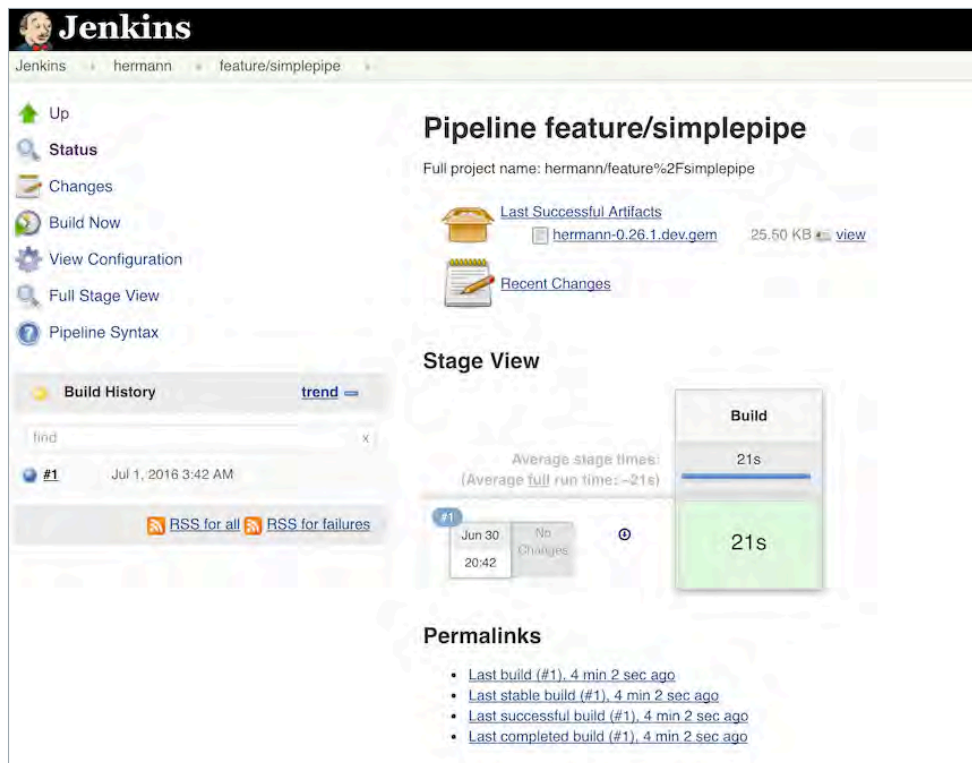 Jenkins
Jenkins hermann feature/simplepipe
Up
Status
Changes
Build Now
View Configuration
Full Stage View
Pipeline Syntax
Build History trend
find x
#1 Jul 1, 2016 3:42 AM
RSS for all RSS for failures
Pipeline feature/simplepipe
Full project name: hermann/feature%2Fsimplepipe
Last Successful Artifacts
hermann-0.26.1.dev.gem 25.50 KB view
Recent Changes
Stage View
Build
Average stage times: 21s
(Average full run time: ~21s)
#1
Jun 30 No
Changes
20:42
21s
Permalinks
Last build (#1), 4 min 2 sec ago
Last stable build (#1), 4 min 2 sec ago
Last successful build (#1), 4 min 2 sec ago
Last completed build (#1), 4 min 2 sec ago